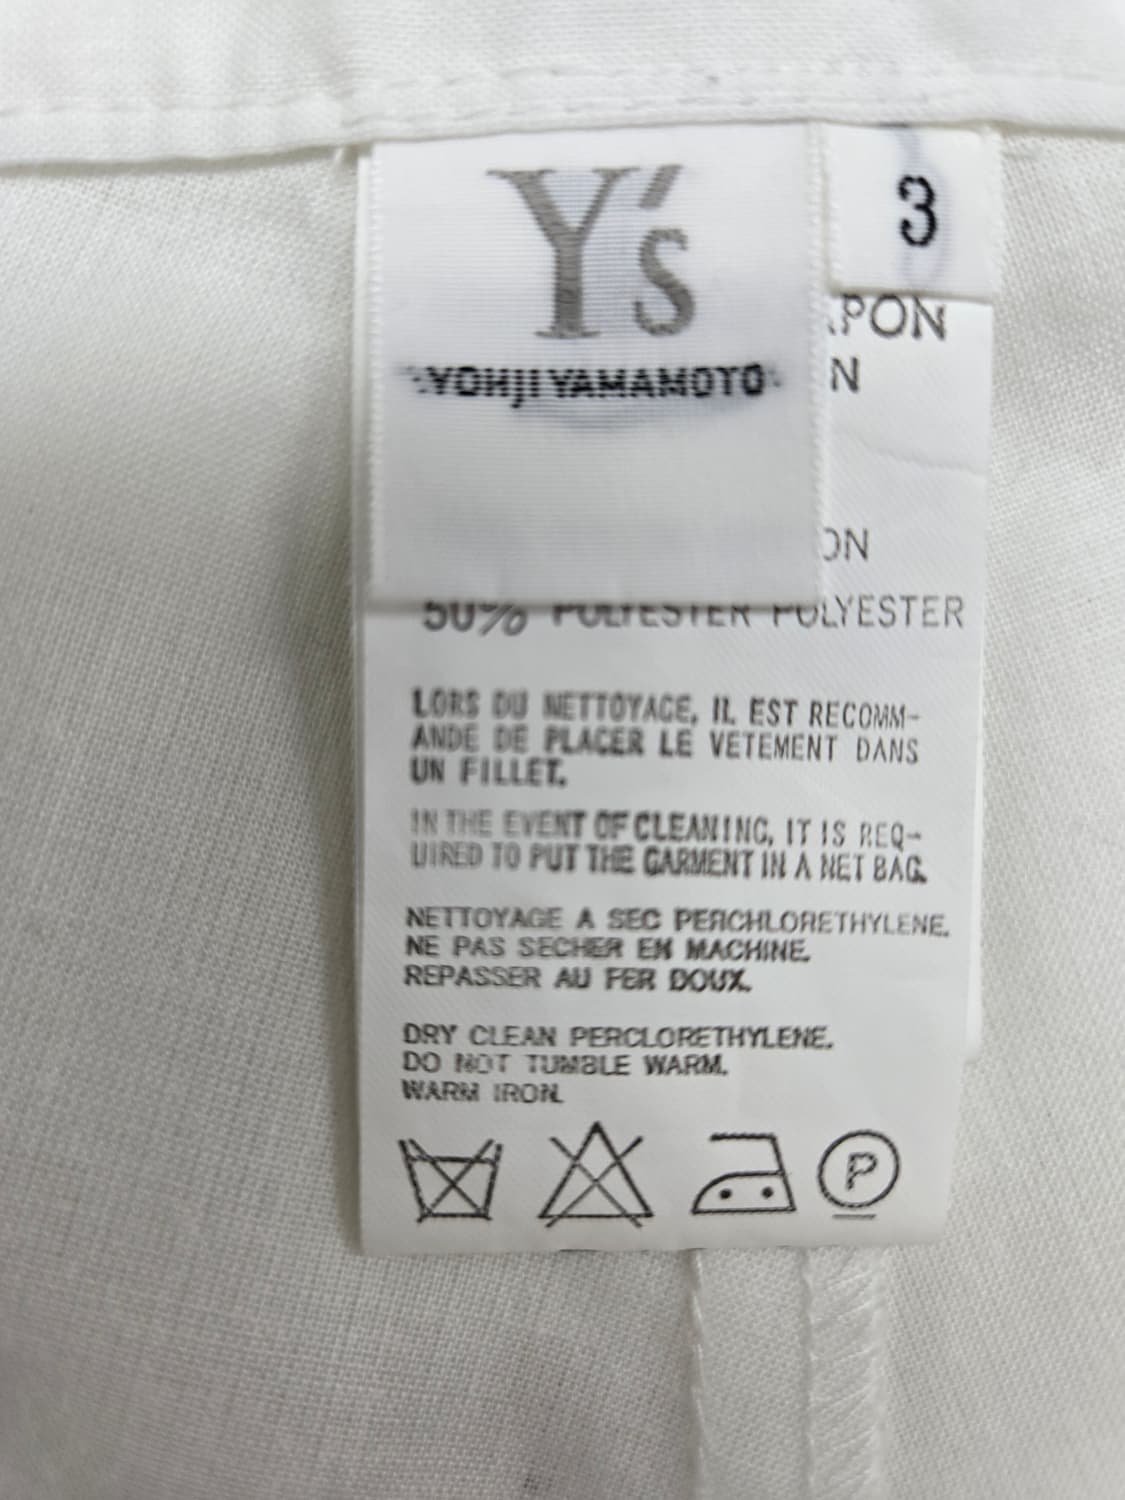 Y's
YOHJI YAMAMOTO
3
50% POLYESTER POLYESTER
LORS DU NETTOYAGE, IL EST RECOMM-
ANDE DE PLACER LE VETEMENT DANS
UN FILLET.
IN THE EVENT OF CLEANING, IT IS REQ-
UIRED TO PUT THE GARMENT IN A NET BAG.
NETTOYAGE A SEC PERCHLORETHYLENE.
NE PAS SECHER EN MACHINE.
REPASSER AU FER DOUX.
DRY CLEAN PERCLORETHYLENE.
DO NOT TUMBLE WARM.
WARM IRON.
P